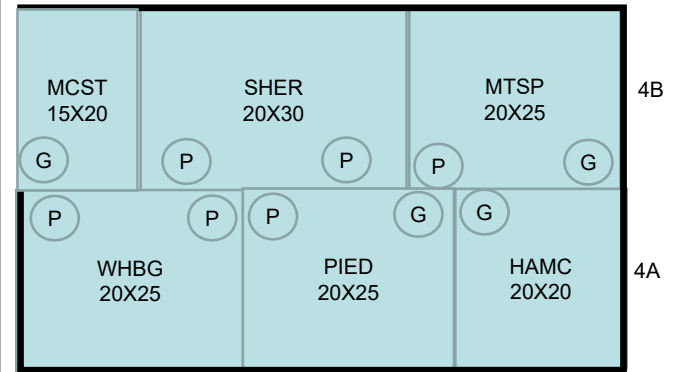 MCST
15X20
SHER
20X30
MTSP
20X25
4B
G
P
P
P
G
P
P
P
G
G
WHBG
20X25
PIED
20X25
HAMC
20X20
4A